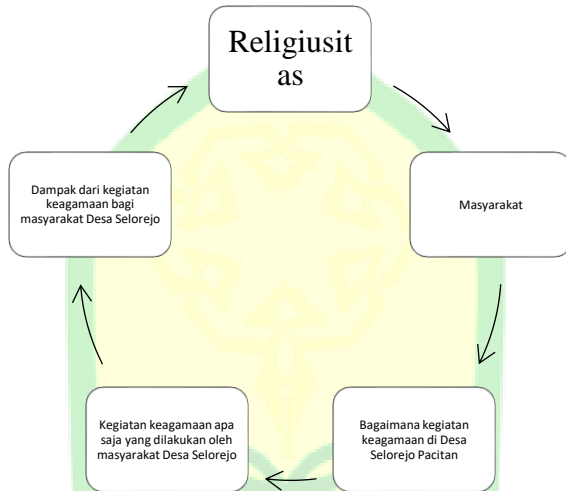 Religiusit
as
Masyarakat
Bagaimana kegiatan
keagamaan di Desa
Selorejo Pacitan
Kegiatan keagamaan apa
saja yang dilakukan oleh
masyarakat Desa Selorejo
Dampak dari kegiatan
keagamaan bagi
masyarakat Desa Selorejo